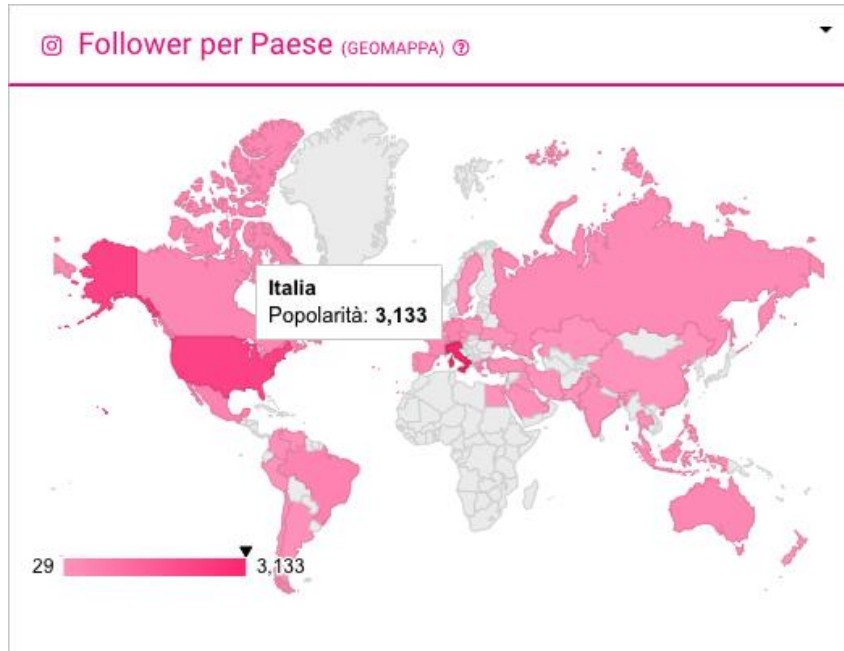 Follower per Paese (GEOMAPPA) ?
Italia
Popolarità: 3,133
29
3,133